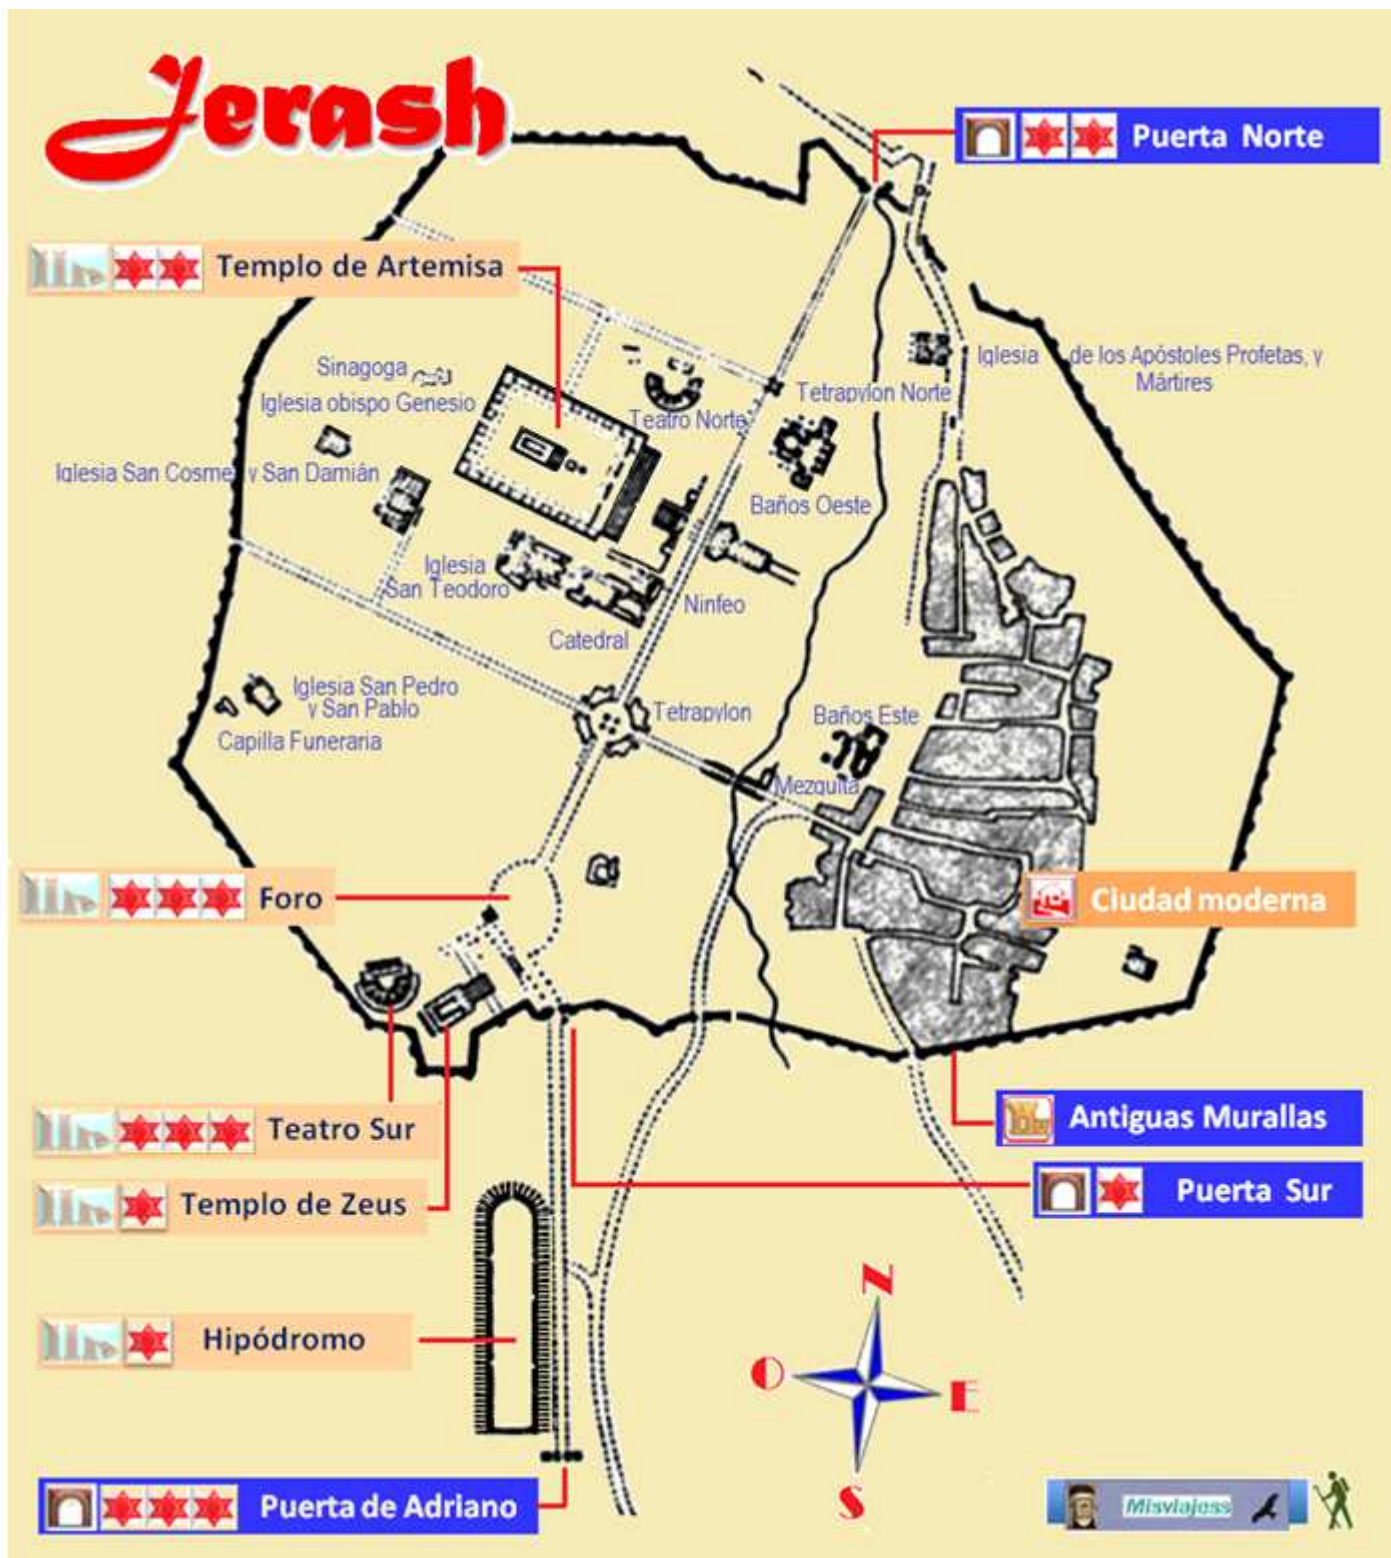 Jerash
Puerta Norte
Templo de Artemisa
Sinagoga
Iglesia obispo Genesio
Iglesia San Cosme y San Damián
Teatro Norte
Tetrapylon Norte
Iglesia de los Apóstoles Profetas, y
Mártires
Baños Oeste
Iglesia
San Teodoro
Ninfeo
Catedral
Iglesia San Pedro
y San Pablo
Capilla Funeraria
Tetrapylon
Baños Este
Mezquita
Foro
Ciudad moderna
Teatro Sur
Antiguas Murallas
Templo de Zeus
Puerta Sur
Hipódromo
N
O
E
S
Puerta de Adriano
Misviajess